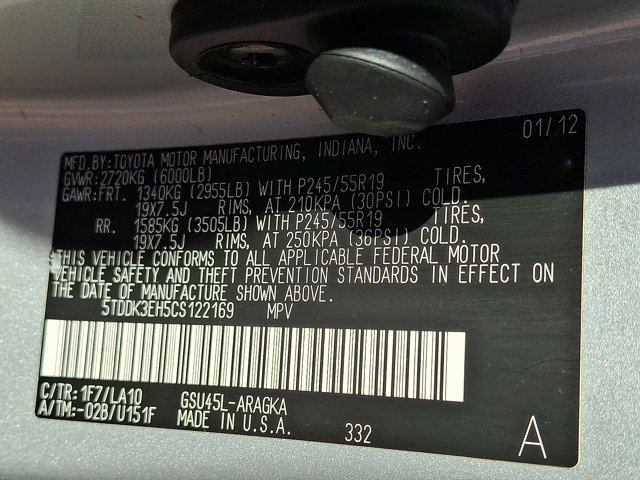 01/12
MFD.BY:TOYOTA MOTOR MANUFACTURING, INDIANA, INC.
GVWR:2720KG (6000LB)
GAWR:FRT. 1340KG (2955LB) WITH P245/55R19 TIRES,
19X7.5J RIMS, AT 210KPA (30PSI) COLD.
RR. 1585KG (3505LB) WITH P245/55R19 TIRES,
19X7.5J RIMS, AT 250KPA (36PSI) COLD.
THIS VEHICLE CONFORMS TO ALL APPLICABLE FEDERAL MOTOR
VEHICLE SAFETY AND THEFT PREVENTION STANDARDS IN EFFECT ON
THE DATE OF MANUFACTURE SHOWN ABOVE.
5TDDK3EH5CS122169 MPV
C/TR:1F7/LA10 GSU45L-ARAGKA
A/TM:-02B/U151F MADE IN U.S.A.
332
A